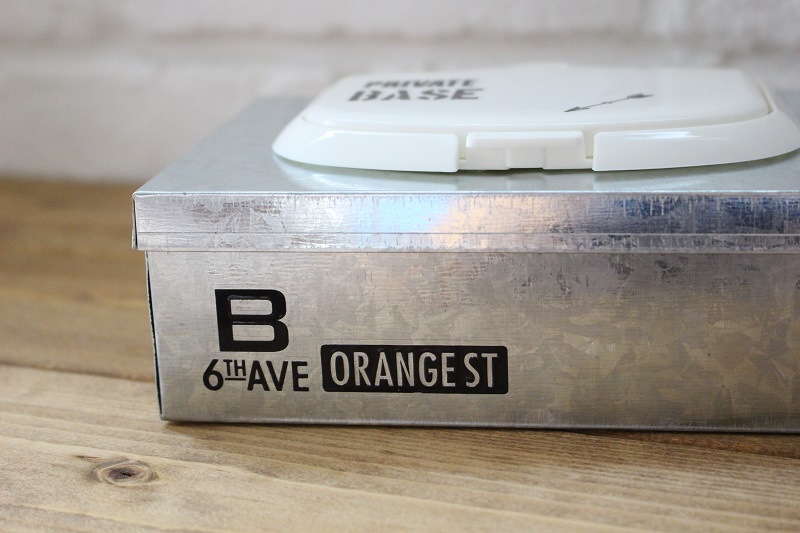 PRIVATE
BASE
B
6TH AVE ORANGE ST